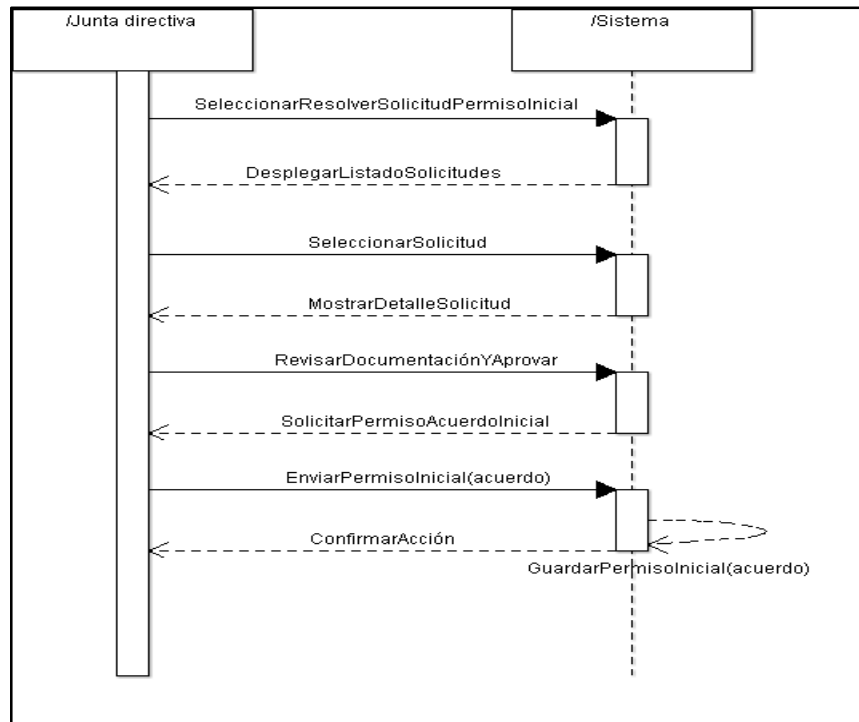 /Junta directiva
/Sistema
SeleccionarResolverSolicitudPermisoInicial
DesplegarListadoSolicitudes
SeleccionarSolicitud
MostrarDetalleSolicitud
RevisarDocumentaciónYAprovar
SolicitarPermisoAcuerdoInicial
EnviarPermisoInicial(acuerdo)
ConfirmarAcción
GuardarPermisoInicial(acuerdo)